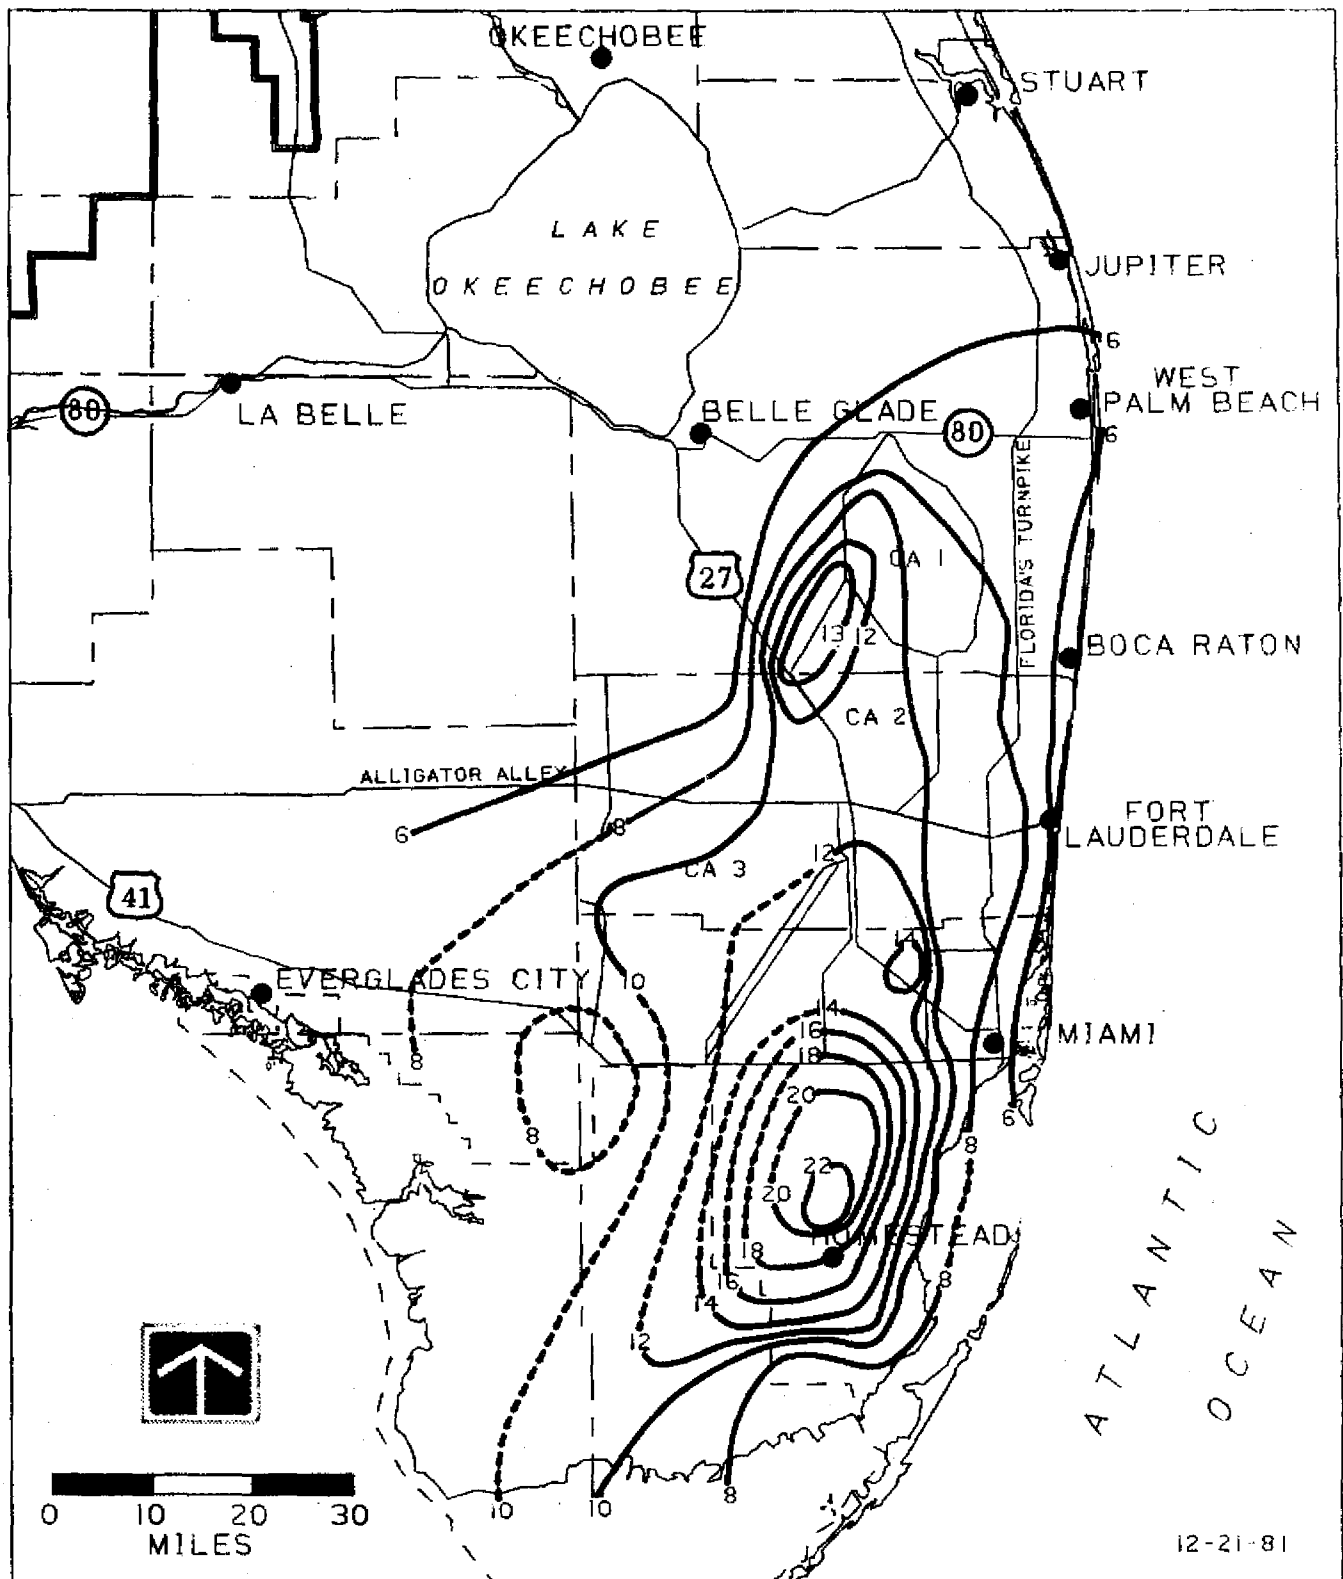 OKEECHOBEE
STUART
LAKE
OKEECHOBEE
JUPITER
6
WEST
PALM BEACH
80
LA BELLE
BELLE GLADE
80
6
FLORIDA'S TURNPIKE
CA 1
27
13 12
BOCA RATON
CA 2
ALLIGATOR ALLEY
FORT
LAUDERDALE
6
8
12
CA 3
41
14
EVERGLADES CITY
10
14
16
MIAMI
18
8
20
6
8
8
22
20
HOMESTEAD
18
16
8
14
12
ATLANTIC
OCEAN
10
10
8
0 10 20 30
MILES
12-21-81